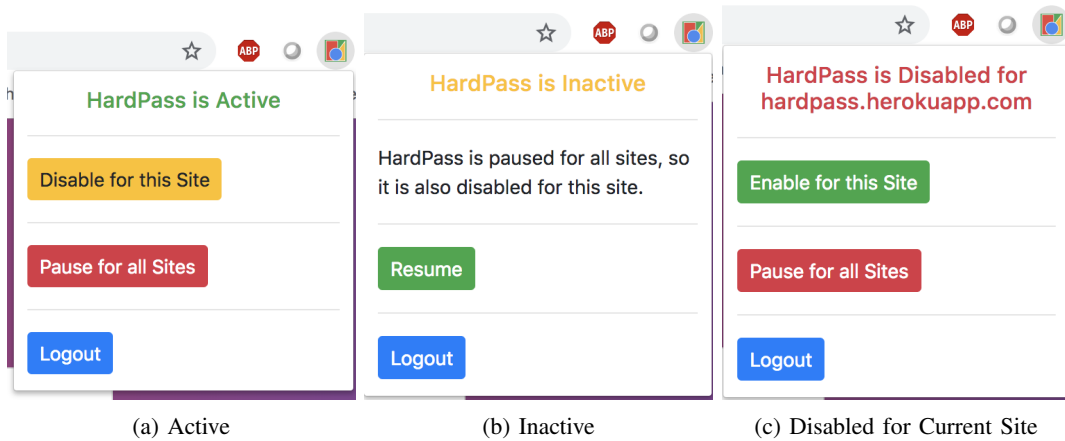 ABP
HardPass is Active
Disable for this Site
Pause for all Sites
Logout
(a) Active
ABP
HardPass is Inactive
HardPass is paused for all sites, so
it is also disabled for this site.
Resume
Logout
(b) Inactive
ABP
HardPass is Disabled for
hardpass.herokuapp.com
Enable for this Site
Pause for all Sites
Logout
(c) Disabled for Current Site